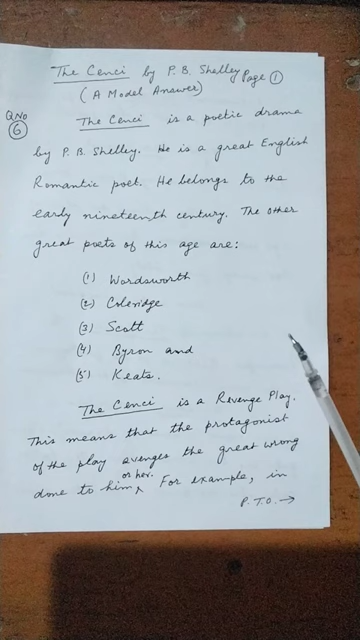 The Cenci by P. B. Shelley Page 1
(A Model Answer)
Q.No 6
The Cenci is a poetic drama
by P. B. Shelley. He is a great English
Romantic poet. He belongs to the
early nineteenth century. The other
great poets of this age are:
(1) Wordsworth
(2) Coleridge
(3) Scott
(4) Byron and
(5) Keats.
The Cenci is a Revenge Play.
This means that the protagonist
of the play avenges the great wrong
done to him or her. For example, in
P.T.O. →